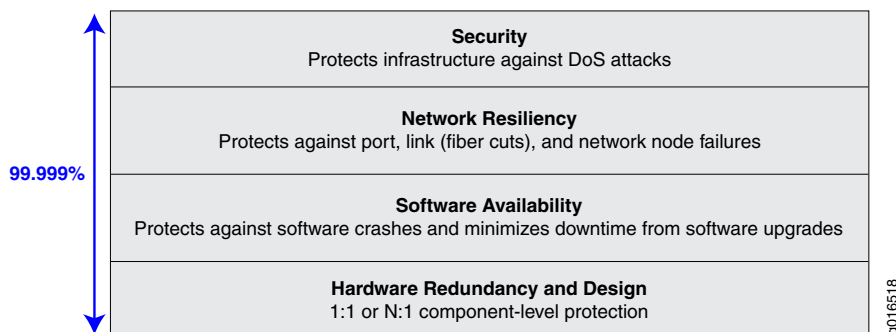 Security
Protects infrastructure against DoS attacks
Network Resiliency
Protects against port, link (fiber cuts), and network node failures
99.999%
Software Availability
Protects against software crashes and minimizes downtime from software upgrades
Hardware Redundancy and Design
1:1 or N:1 component-level protection
g016518